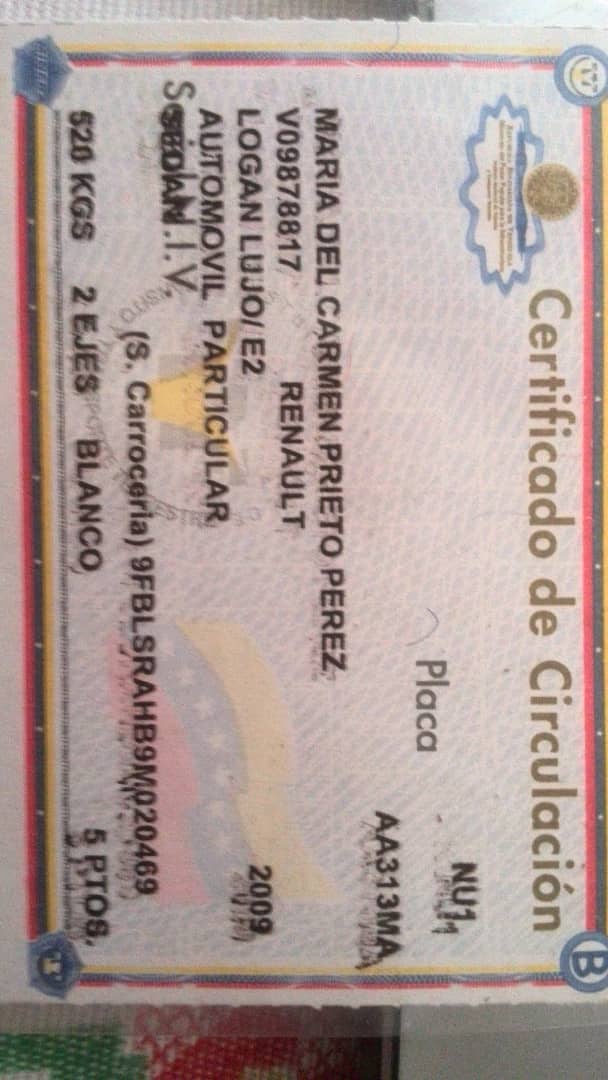 Certificado de Circulación
B
Placa
AA313MA
MARIA DEL CARMEN PRIETO PEREZ
V09878817 RENAULT
LOGAN LUJO/ E2 2009
AUTOMOVIL PARTICULAR
SEDAN N.I.V.
(S. Carroceria) 9FBLSRAHB9M020469
520 KGS 2 EJES BLANCO 5 PTOS.